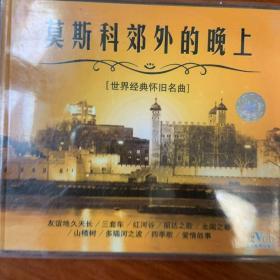 莫斯科郊外的晚上
[世界经典怀旧名曲]
友谊地久天长/三套车/红河谷/丽达之歌/北国之春
/山楂树/多瑙河之波/四季歌/爱情故事